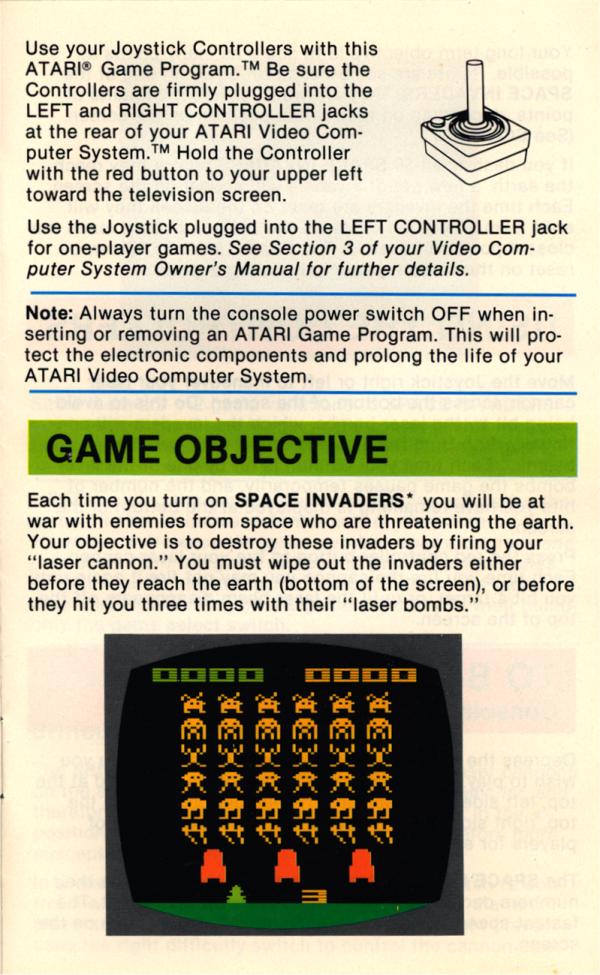 Use your Joystick Controllers with this
ATARI® Game Program.™ Be sure the
Controllers are firmly plugged into the
LEFT and RIGHT CONTROLLER jacks
at the rear of your ATARI Video Com-
puter System.™ Hold the Controller
with the red button to your upper left
toward the television screen.
Use the Joystick plugged into the LEFT CONTROLLER jack
for one-player games. See Section 3 of your Video Com-
puter System Owner's Manual for further details.
Note: Always turn the console power switch OFF when in-
serting or removing an ATARI Game Program. This will pro-
tect the electronic components and prolong the life of your
ATARI Video Computer System.
GAME OBJECTIVE
Each time you turn on SPACE INVADERS* you will be at
war with enemies from space who are threatening the earth.
Your objective is to destroy these invaders by firing your
"laser cannon." You must wipe out the invaders either
before they reach the earth (bottom of the screen), or before
they hit you three times with their "laser bombs."
0000 0000
3